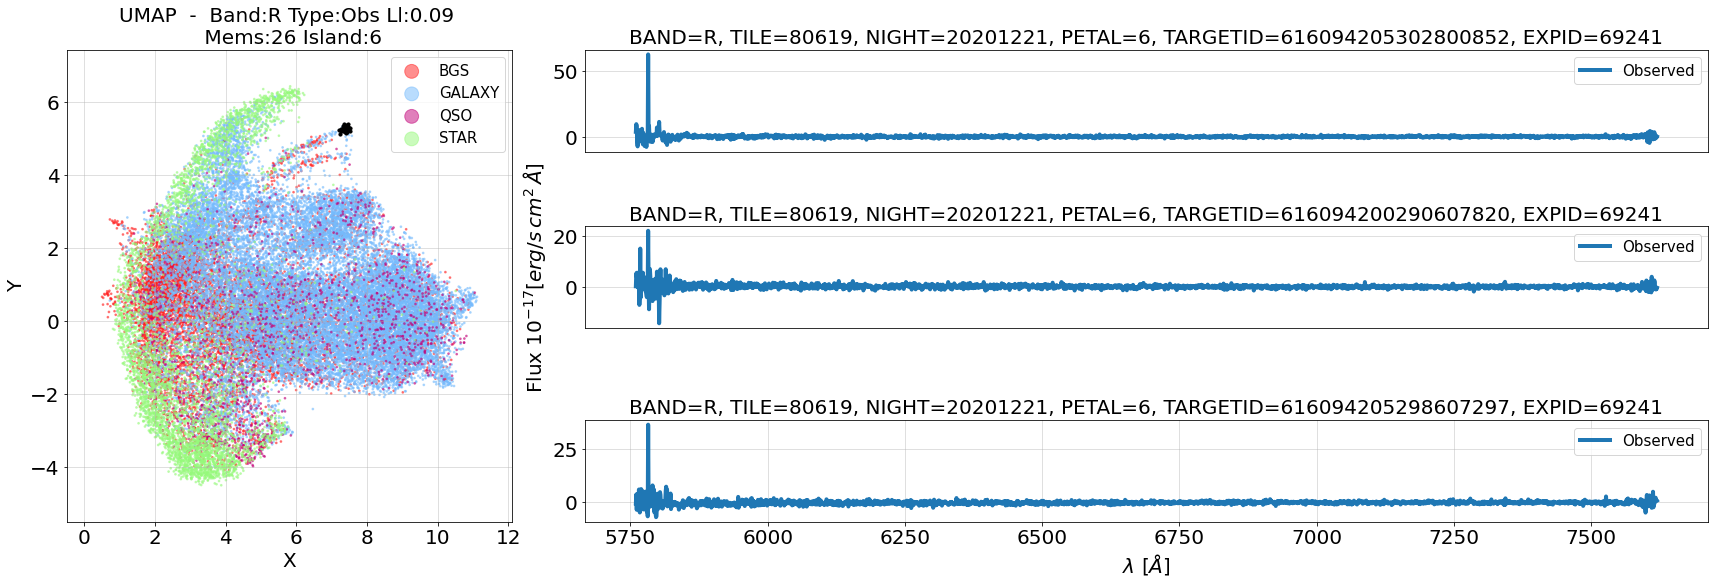 UMAP  -  Band:R Type:Obs Ll:0.09
Mems:26 Island:6
BGS
GALAXY
QSO
STAR
6
4
2
0
−2
−4
Y
0 2 4 6 8 10 12
X
Flux 10⁻¹⁷[erg/s cm² Å]
BAND=R, TILE=80619, NIGHT=20201221, PETAL=6, TARGETID=616094205302800852, EXPID=69241
50
0
Observed
BAND=R, TILE=80619, NIGHT=20201221, PETAL=6, TARGETID=616094200290607820, EXPID=69241
20
0
Observed
BAND=R, TILE=80619, NIGHT=20201221, PETAL=6, TARGETID=616094205298607297, EXPID=69241
25
0
Observed
5750 6000 6250 6500 6750 7000 7250 7500
λ [Å]